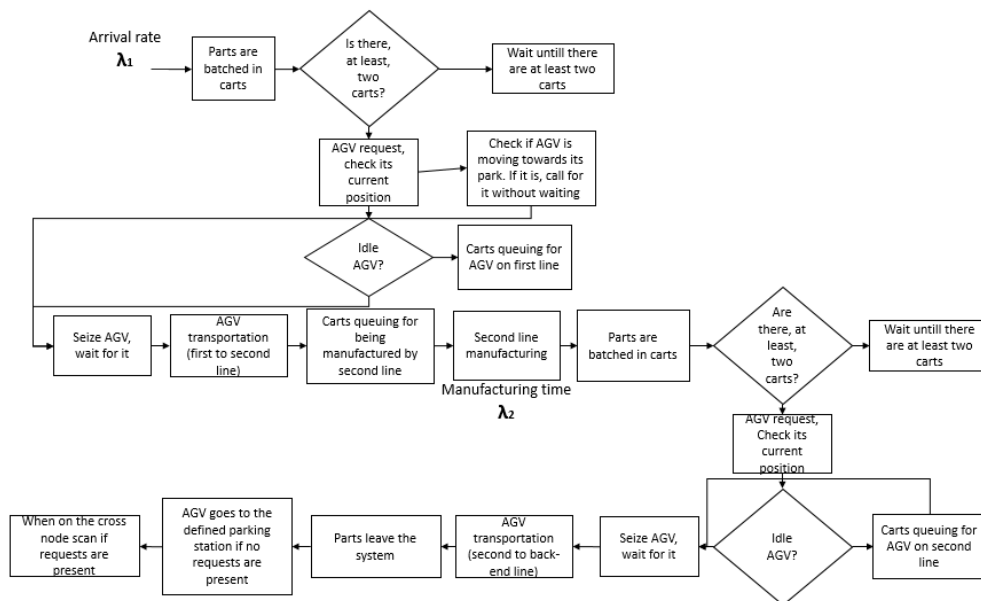 Arrival rate
λ₁
Parts are
batched in
carts
Is there,
at least,
two
carts?
Wait untill there
are at least two
carts
AGV request,
check its
current
position
Check if AGV is
moving towards its
park. If it is, call for
it without waiting
Idle
AGV?
Carts queuing for
AGV on first line
Seize AGV,
wait for it
AGV
transportation
(first to second
line)
Carts queuing for
being
manufactured by
second line
Second line
manufacturing
Manufacturing time
λ₂
Parts are
batched in carts
Are
there, at
least,
two
carts?
Wait untill there
are at least two
carts
AGV request,
Check its
current
position
Idle
AGV?
Carts queuing for
AGV on second
line
Seize AGV,
wait for it
AGV
transportation
(second to back-
end line)
Parts leave the
system
AGV goes to
the defined
parking
station if no
requests are
present
When on the cross
node scan if
requests are
present